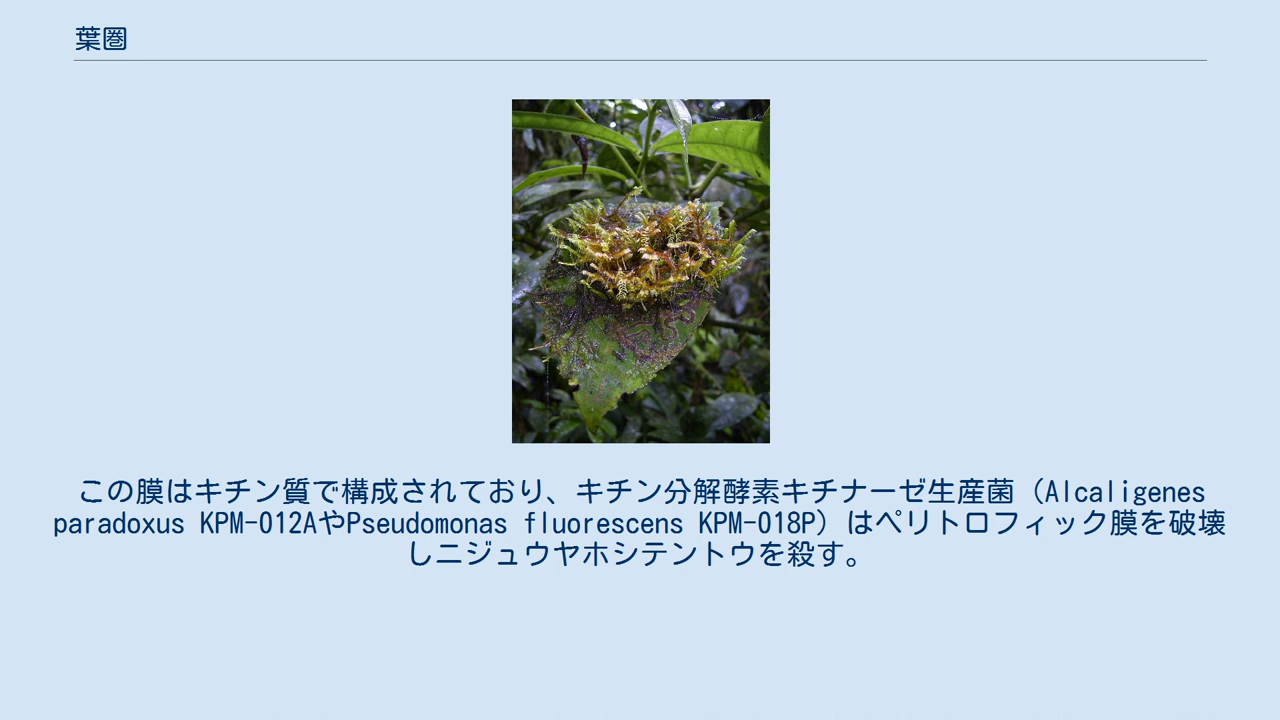 葉圏
この膜はキチン質で構成されており、キチン分解酵素キチナーゼ生産菌（Alcaligenes
paradoxus KPM-012AやPseudomonas fluorescens KPM-018P）はペリトロフィック膜を破壊
しニジュウヤホシテントウを殺す。